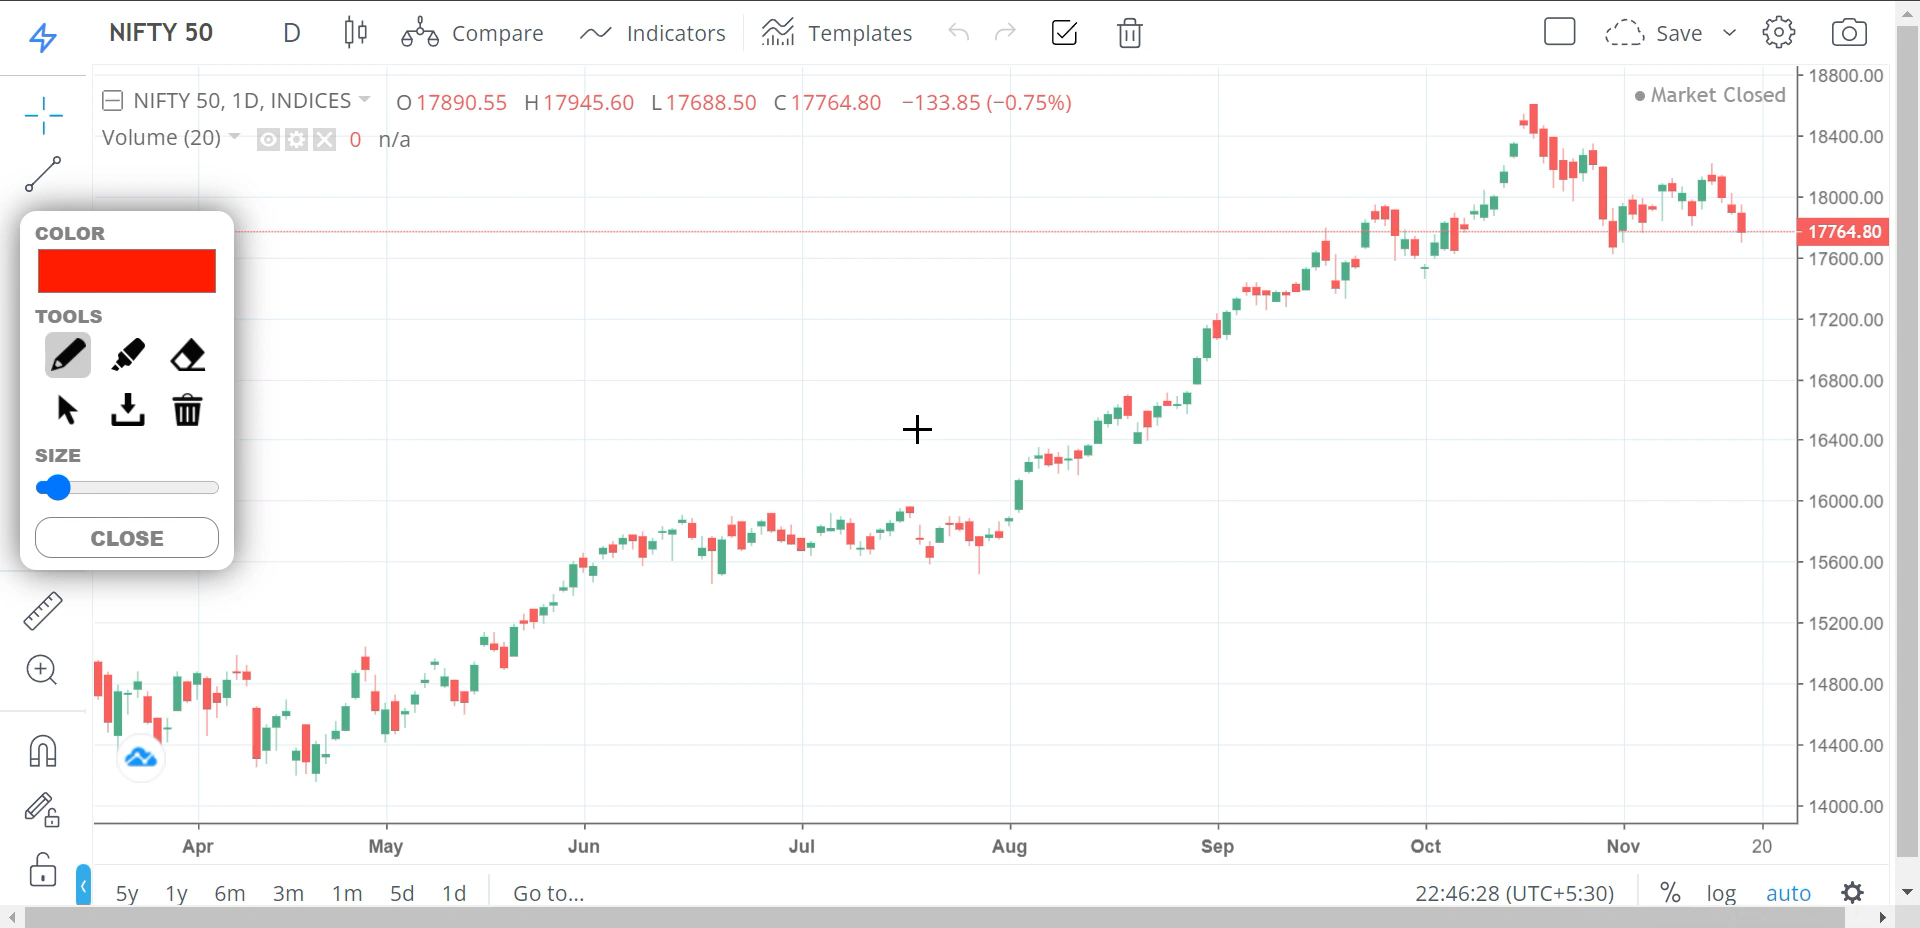 NIFTY 50 D Compare Indicators Templates Save
NIFTY 50, 1D, INDICES O 17890.55 H 17945.60 L 17688.50 C 17764.80 −133.85 (−0.75%)
● Market Closed
Volume (20) 0 n/a
COLOR
TOOLS
SIZE
CLOSE
18800.00
18400.00
18000.00
17764.80
17600.00
17200.00
16800.00
16400.00
16000.00
15600.00
15200.00
14800.00
14400.00
14000.00
Apr May Jun Jul Aug Sep Oct Nov 20
5y 1y 6m 3m 1m 5d 1d Go to... 22:46:28 (UTC+5:30) % log auto